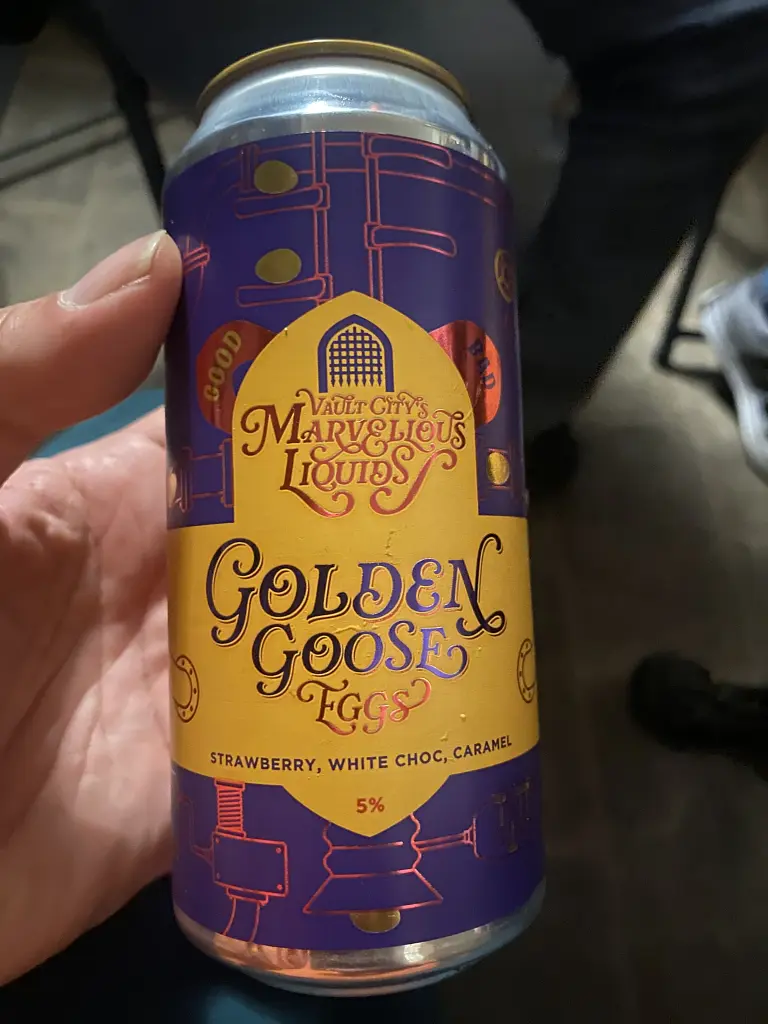 GOOD
BAD
VAULT CITY'S
MARVELLOUS
LIQUIDS
GOLDEN
GOOSE
EGGS
STRAWBERRY, WHITE CHOC, CARAMEL
5%